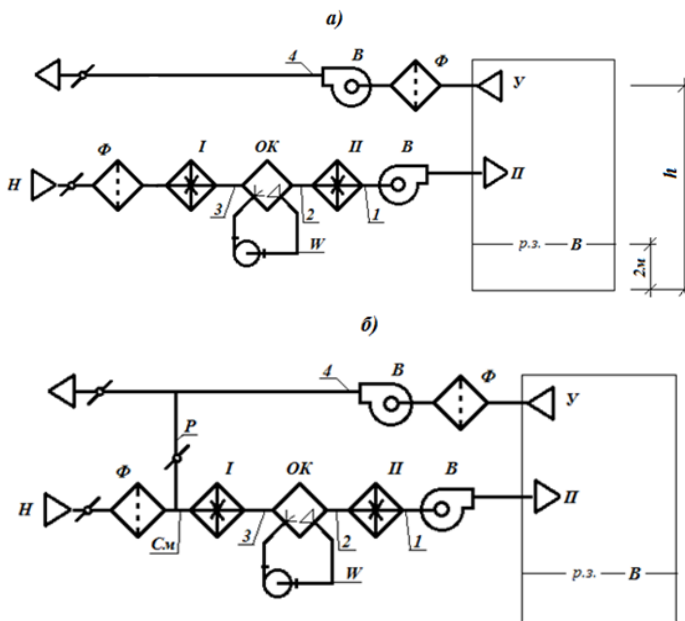 а)
4 В Ф У
Ф I ОК II В
Н П
3 2 1
W
h
р.з. В
2м
б)
4 В Ф У
Р
Ф I ОК II В
Н П
См 3 2 1
W
р.з. В